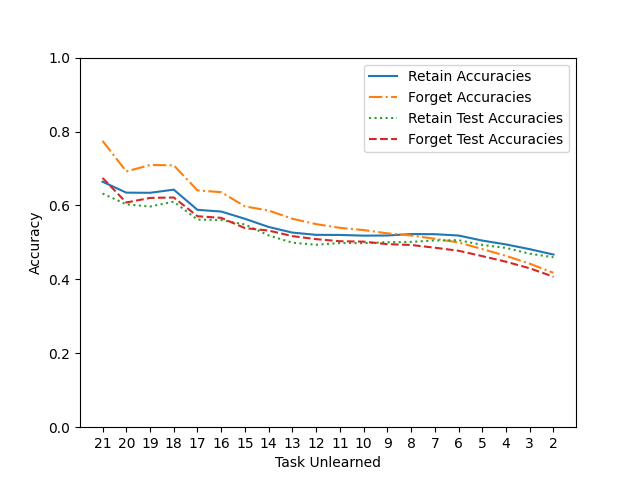 1.0
0.8
0.6
0.4
0.2
0.0
Accuracy
Retain Accuracies
Forget Accuracies
Retain Test Accuracies
Forget Test Accuracies
21 20 19 18 17 16 15 14 13 12 11 10 9 8 7 6 5 4 3 2
Task Unlearned